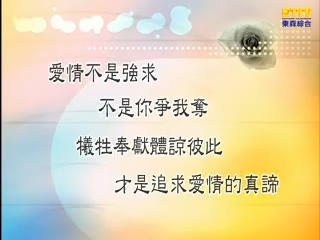 東森綜合
愛情不是強求
不是你爭我奪
犧牲奉獻體諒彼此
才是追求愛情的真諦